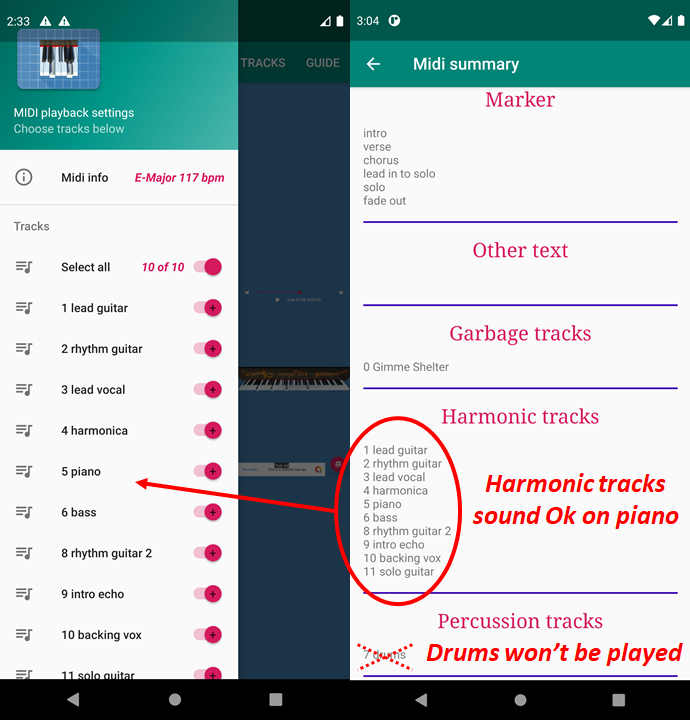 2:33
MIDI playback settings
Choose tracks below
Midi info E-Major 117 bpm
Tracks
Select all 10 of 10
1 lead guitar
2 rhythm guitar
3 lead vocal
4 harmonica
5 piano
6 bass
8 rhythm guitar 2
9 intro echo
10 backing vox
11 solo guitar
TRACKS GUIDE
3:04
Midi summary
Marker
intro
verse
chorus
lead in to solo
solo
fade out
Other text
Garbage tracks
0 Gimme Shelter
Harmonic tracks
1 lead guitar
2 rhythm guitar
3 lead vocal
4 harmonica
5 piano
6 bass
8 rhythm guitar 2
9 intro echo
10 backing vox
11 solo guitar
Harmonic tracks
sound Ok on piano
Percussion tracks
7 drums
Drums won't be played